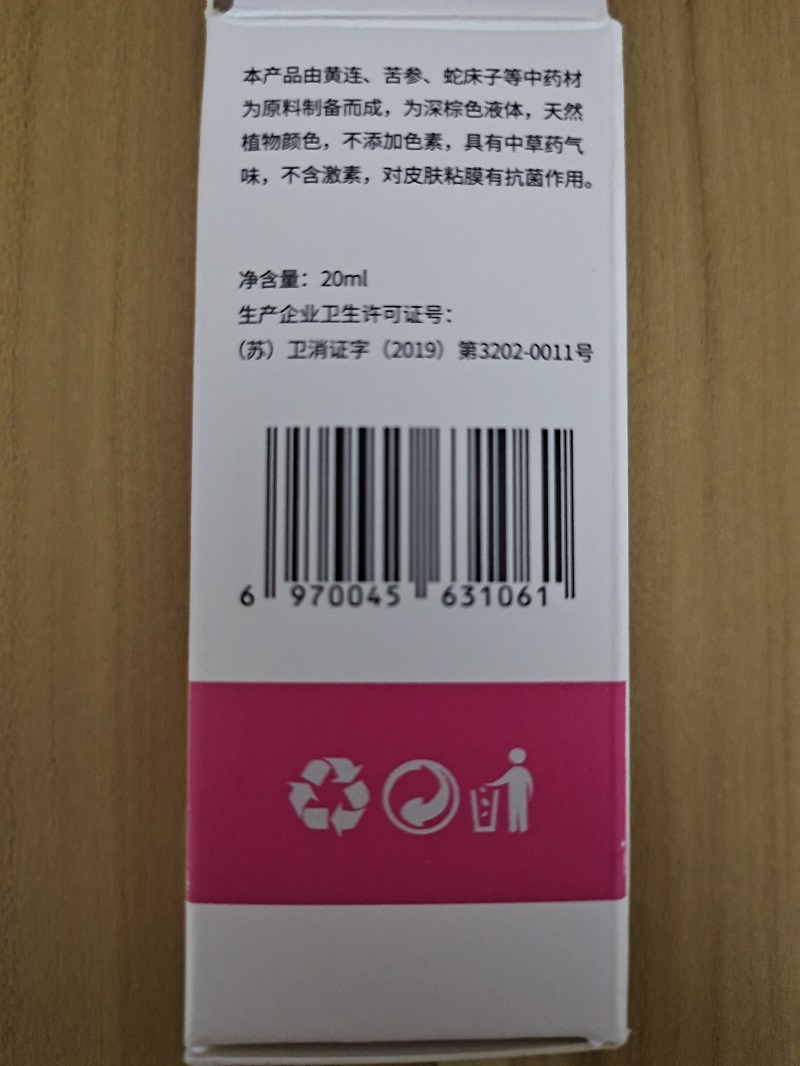 本产品由黄连、苦参、蛇床子等中药材
为原料制备而成，为深棕色液体，天然
植物颜色，不添加色素，具有中草药气
味，不含激素，对皮肤粘膜有抗菌作用。
净含量：20ml
生产企业卫生许可证号：
（苏）卫消证字（2019）第3202-0011号
6 970045 631061